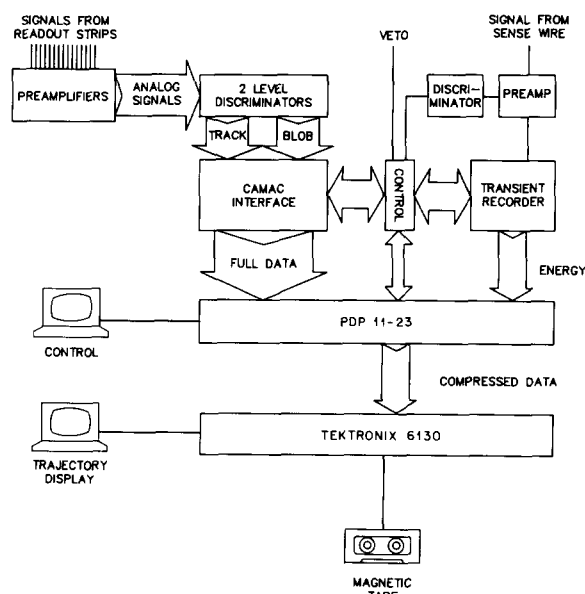 SIGNALS FROM
READOUT STRIPS
SIGNAL FROM
SENSE WIRE
VETO
PREAMPLIFIERS
ANALOG
SIGNALS
2 LEVEL
DISCRIMINATORS
DISCRI-
MINATOR
PREAMP
TRACK
BLOB
CAMAC
INTERFACE
CONTROL
TRANSIENT
RECORDER
FULL DATA
ENERGY
PDP 11-23
CONTROL
COMPRESSED DATA
TEKTRONIX 6130
TRAJECTORY
DISPLAY
MAGNETIC
TAPE